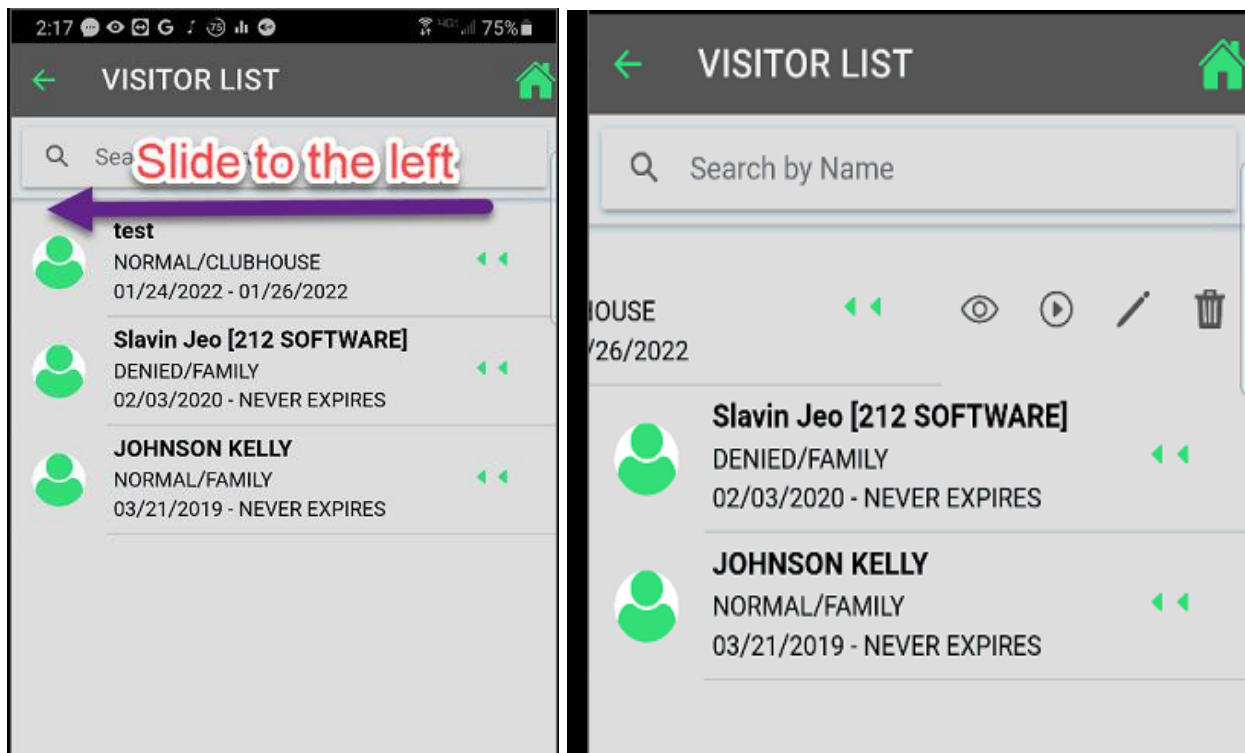 2:17 75%
VISITOR LIST
Slide to the left
test
NORMAL/CLUBHOUSE
01/24/2022 - 01/26/2022
Slavin Jeo [212 SOFTWARE]
DENIED/FAMILY
02/03/2020 - NEVER EXPIRES
JOHNSON KELLY
NORMAL/FAMILY
03/21/2019 - NEVER EXPIRES
VISITOR LIST
Search by Name
HOUSE
/26/2022
Slavin Jeo [212 SOFTWARE]
DENIED/FAMILY
02/03/2020 - NEVER EXPIRES
JOHNSON KELLY
NORMAL/FAMILY
03/21/2019 - NEVER EXPIRES